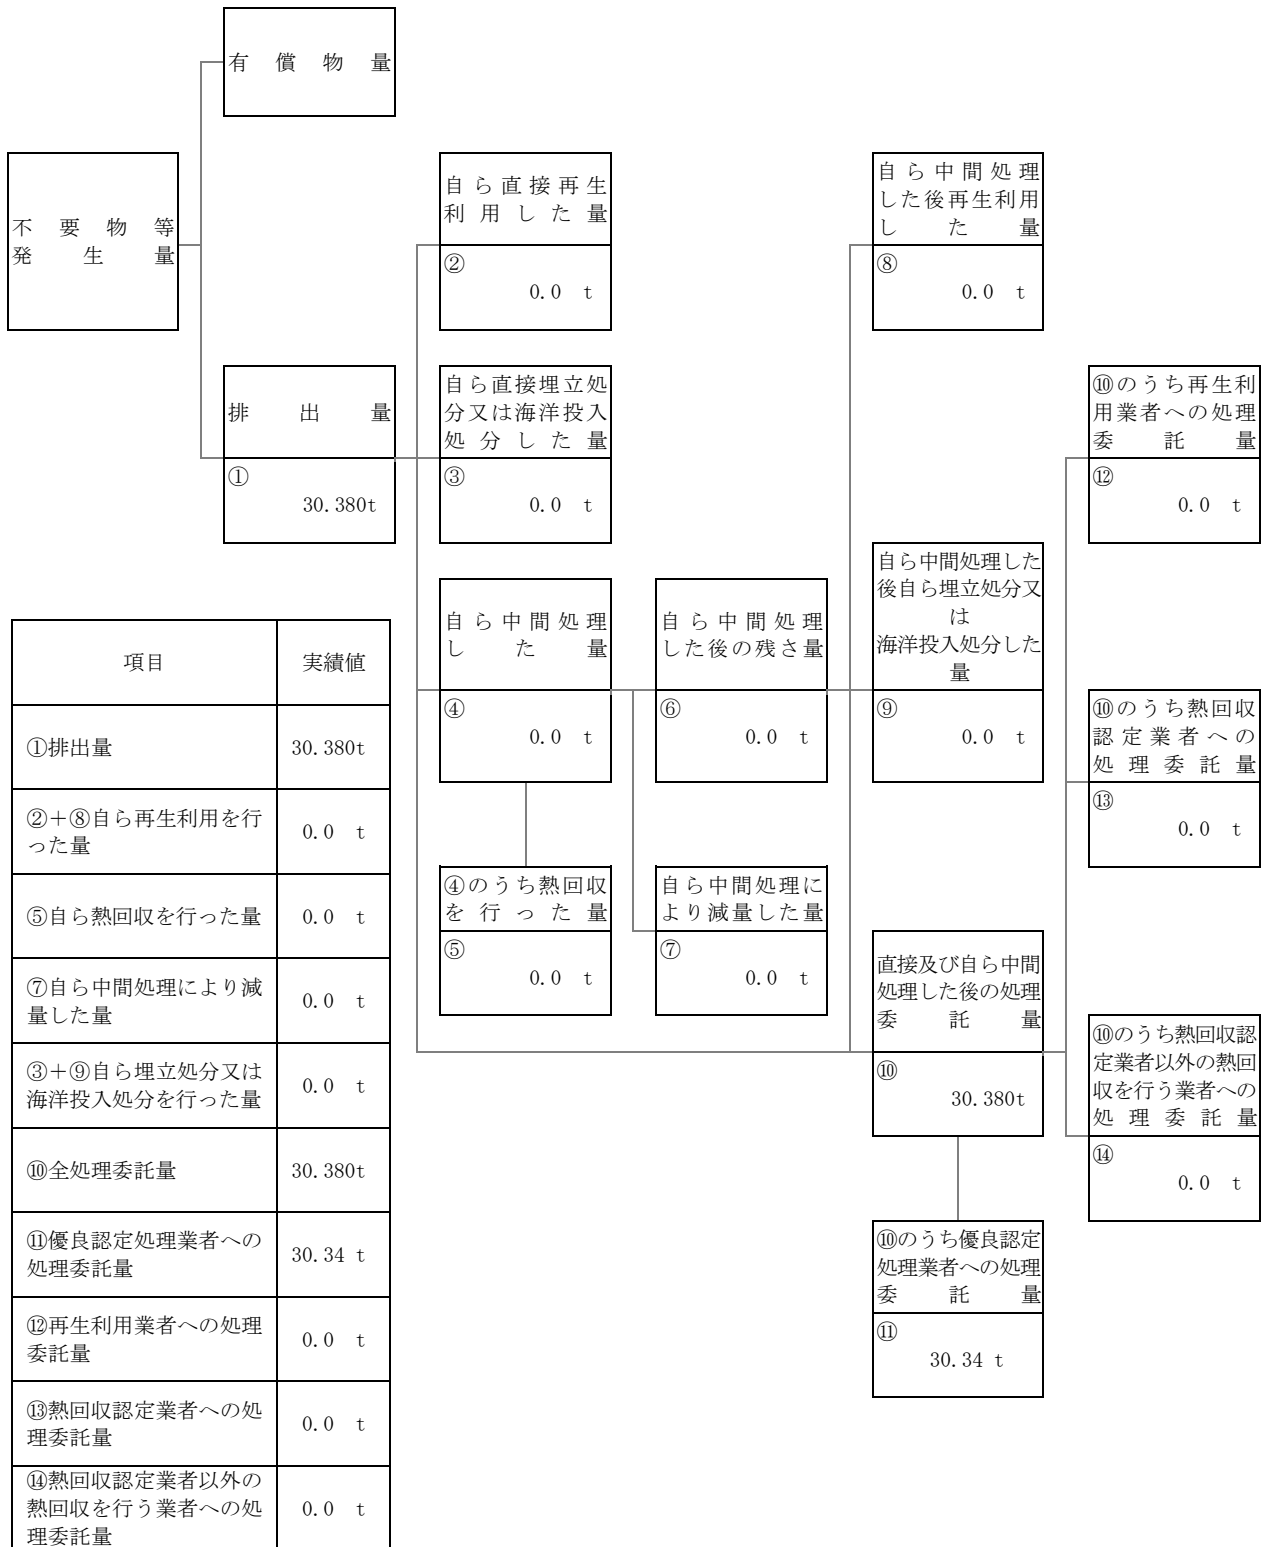 有償物量
不要物等
発生量
自ら直接再生
利用した量
②
0.0 t
自ら中間処理
した後再生利用
した量
⑧
0.0 t
排出量
①
30.380t
自ら直接埋立処
分又は海洋投入
処分した量
③
0.0 t
⑩のうち再生利
用業者への処理
委託量
⑫
0.0 t
自ら中間処理
した量
④
0.0 t
自ら中間処理
した後の残さ量
⑥
0.0 t
自ら中間処理した
後自ら埋立処分又
は
海洋投入処分した
量
⑨
0.0 t
⑩のうち熱回収
認定業者への
処理委託量
⑬
0.0 t
④のうち熱回収
を行った量
⑤
0.0 t
自ら中間処理に
より減量した量
⑦
0.0 t
直接及び自ら中間
処理した後の処理
委託量
⑩
30.380t
⑩のうち熱回収認
定業者以外の熱回
収を行う業者への
処理委託量
⑭
0.0 t
⑩のうち優良認定
処理業者への処理
委託量
⑪
30.34 t
項目 実績値
①排出量 30.380t
②＋⑧自ら再生利用を行
った量
0.0 t
⑤自ら熱回収を行った量 0.0 t
⑦自ら中間処理により減
量した量
0.0 t
③＋⑨自ら埋立処分又は
海洋投入処分を行った量
0.0 t
⑩全処理委託量 30.380t
⑪優良認定処理業者への
処理委託量
30.34 t
⑫再生利用業者への処理
委託量
0.0 t
⑬熱回収認定業者への処
理委託量
0.0 t
⑭熱回収認定業者以外の
熱回収を行う業者への処
理委託量
0.0 t